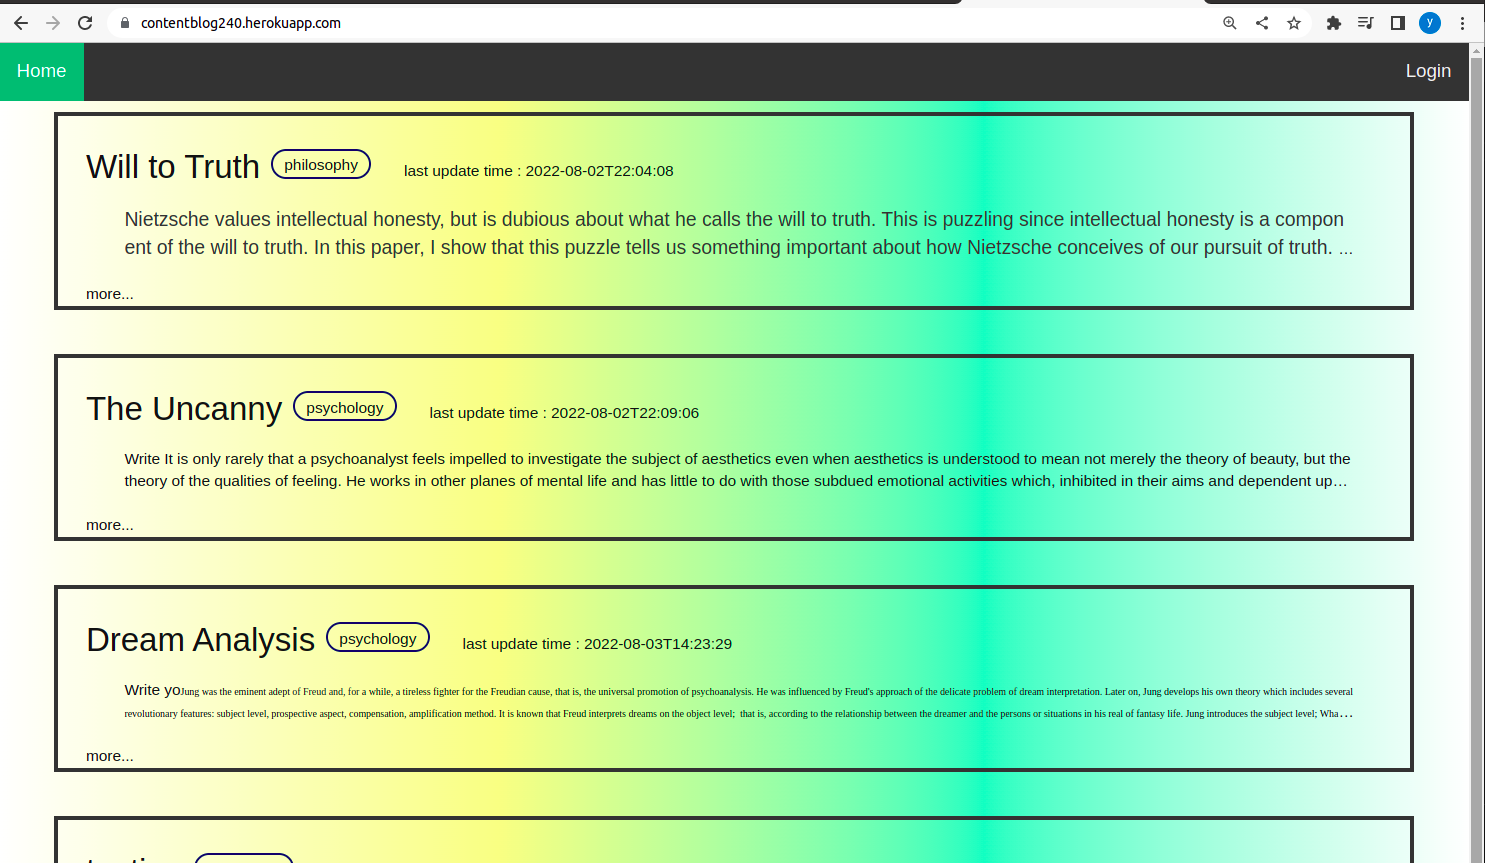 contentblog240.herokuapp.com
y
Home
Login
Will to Truth philosophy last update time : 2022-08-02T22:04:08
Nietzsche values intellectual honesty, but is dubious about what he calls the will to truth. This is puzzling since intellectual honesty is a compon
ent of the will to truth. In this paper, I show that this puzzle tells us something important about how Nietzsche conceives of our pursuit of truth. ...
more...
The Uncanny psychology last update time : 2022-08-02T22:09:06
Write It is only rarely that a psychoanalyst feels impelled to investigate the subject of aesthetics even when aesthetics is understood to mean not merely the theory of beauty, but the
theory of the qualities of feeling. He works in other planes of mental life and has little to do with those subdued emotional activities which, inhibited in their aims and dependent up...
more...
Dream Analysis psychology last update time : 2022-08-03T14:23:29
Write yoJung was the eminent adept of Freud and, for a while, a tireless fighter for the Freudian cause, that is, the universal promotion of psychoanalysis. He was influenced by Freud's approach of the delicate problem of dream interpretation. Later on, Jung develops his own theory which includes several
revolutionary features: subject level, prospective aspect, compensation, amplification method. It is known that Freud interprets dreams on the object level; that is, according to the relationship between the dreamer and the persons or situations in his real of fantasy life. Jung introduces the subject level; Wha...
more...